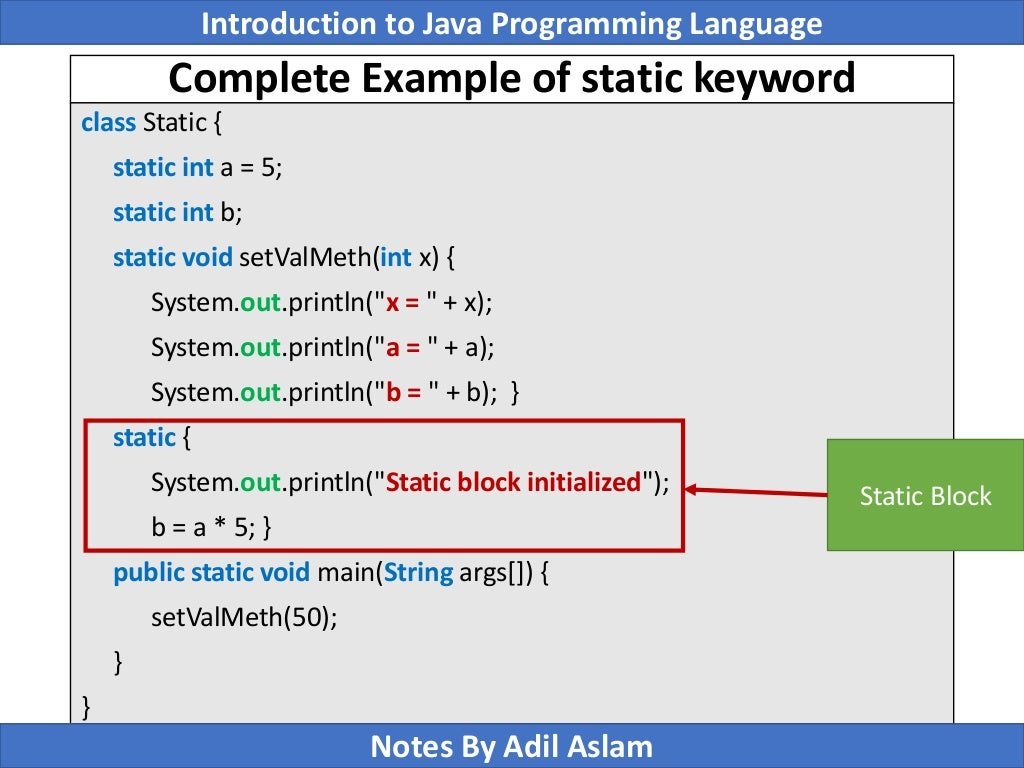 Introduction to Java Programming Language
Complete Example of static keyword
class Static {
static int a = 5;
static int b;
static void setValMeth(int x) {
System.out.println("x = " + x);
System.out.println("a = " + a);
System.out.println("b = " + b);  }
static {
System.out.println("Static block initialized");
b = a * 5; }
Static Block
public static void main(String args[]) {
setValMeth(50);
}
}
Notes By Adil Aslam